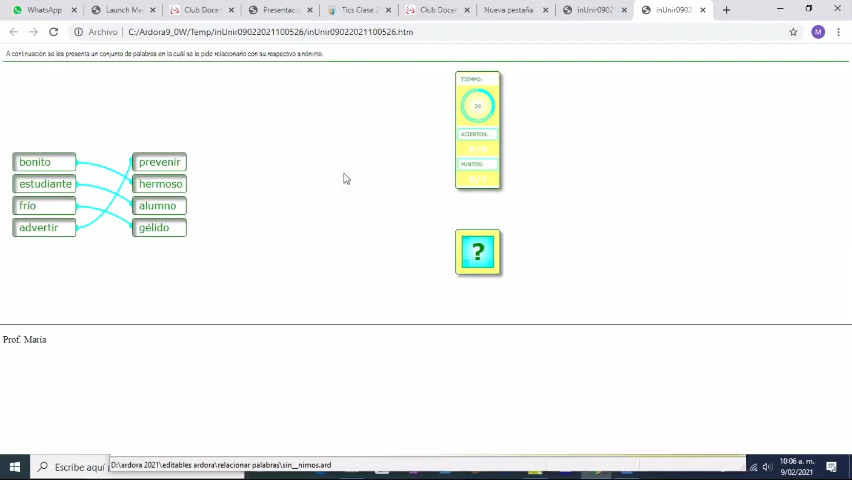 WhatsApp
Launch Me
Club Docen
Presentació
Tics Clase 2
Club Docen
Nueva pestaña
inUnir0902
inUnir0902
Archivo
C:/Ardora9_0W/Temp/inUnir09022021100526/inUnir09022021100526.htm
M
A continuación se les presenta un conjunto de palabras en la cuál se le pide relacionarlo con su respectivo sinónimo.
TIEMPO:
ACIERTOS:
PUNTOS:
bonito
prevenir
estudiante
hermoso
frío
alumno
advertir
gélido
?
Prof. María
Escribe aquí p
D:\ardora 2021\editables ardora\relacionar palabras\sin__nimos.ard
10:06 a.m.
9/02/2021